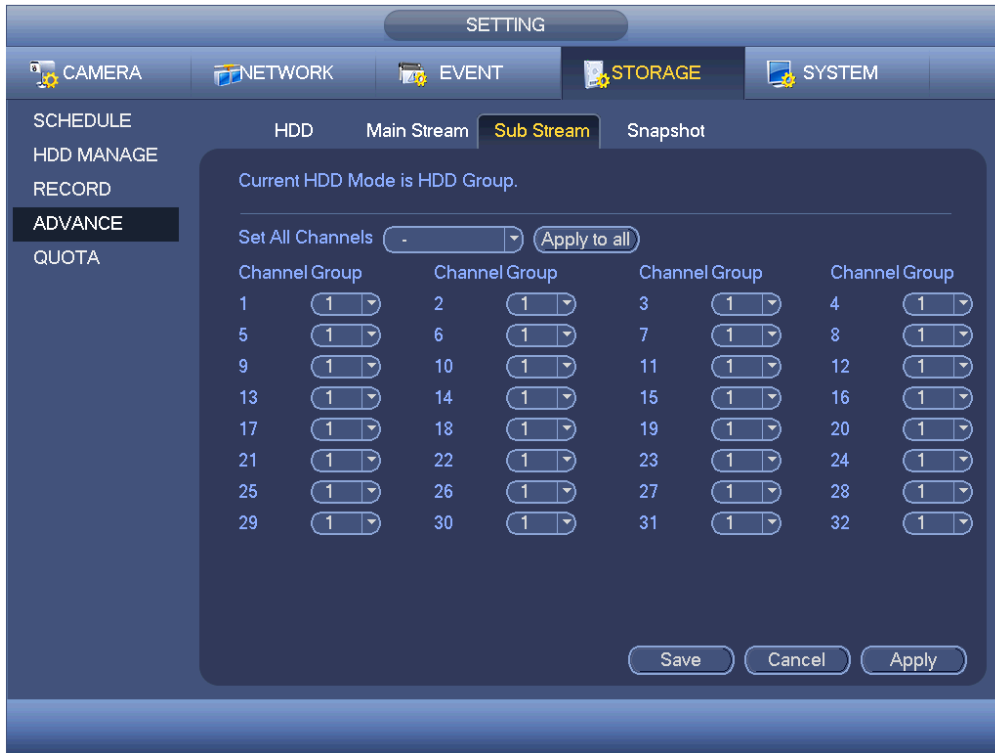 SETTING
CAMERA NETWORK EVENT STORAGE SYSTEM
SCHEDULE
HDD MANAGE
RECORD
ADVANCE
QUOTA
HDD Main Stream Sub Stream Snapshot
Current HDD Mode is HDD Group.
Set All Channels - Apply to all
Channel Group Channel Group Channel Group Channel Group
1 1 2 1 3 1 4 1
5 1 6 1 7 1 8 1
9 1 10 1 11 1 12 1
13 1 14 1 15 1 16 1
17 1 18 1 19 1 20 1
21 1 22 1 23 1 24 1
25 1 26 1 27 1 28 1
29 1 30 1 31 1 32 1
Save Cancel Apply